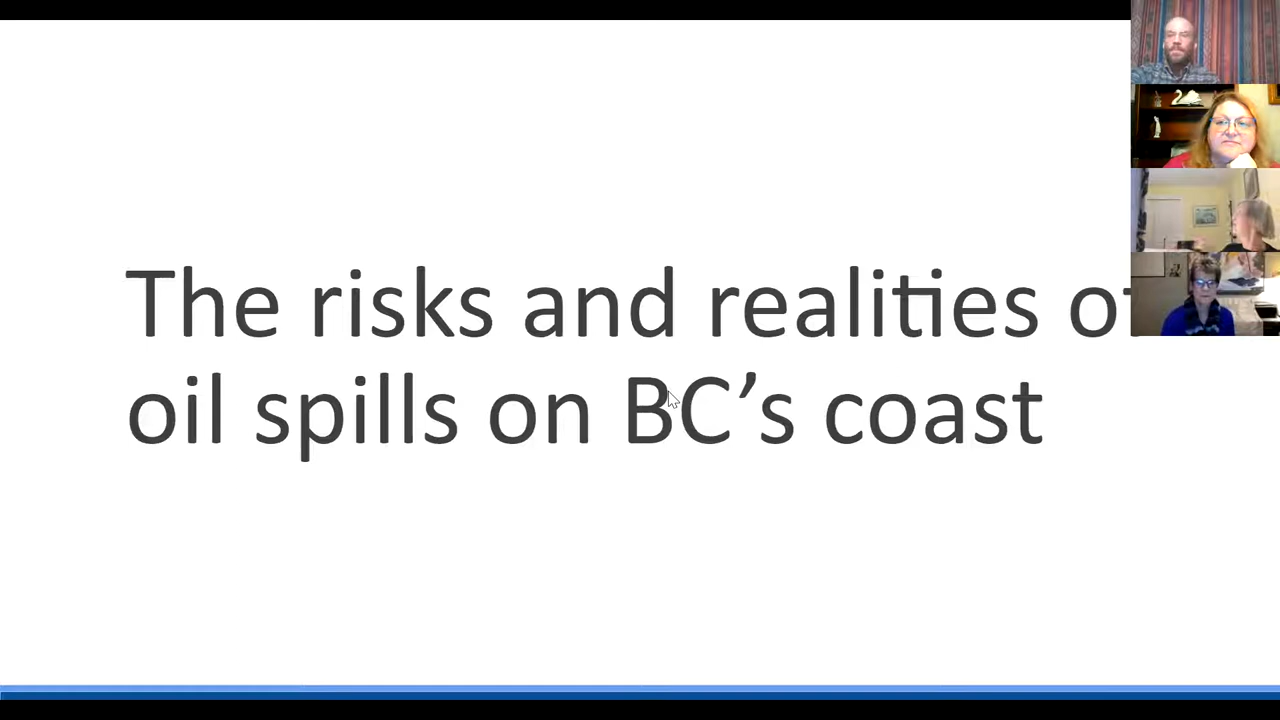 The risks and realities of
oil spills on BC's coast